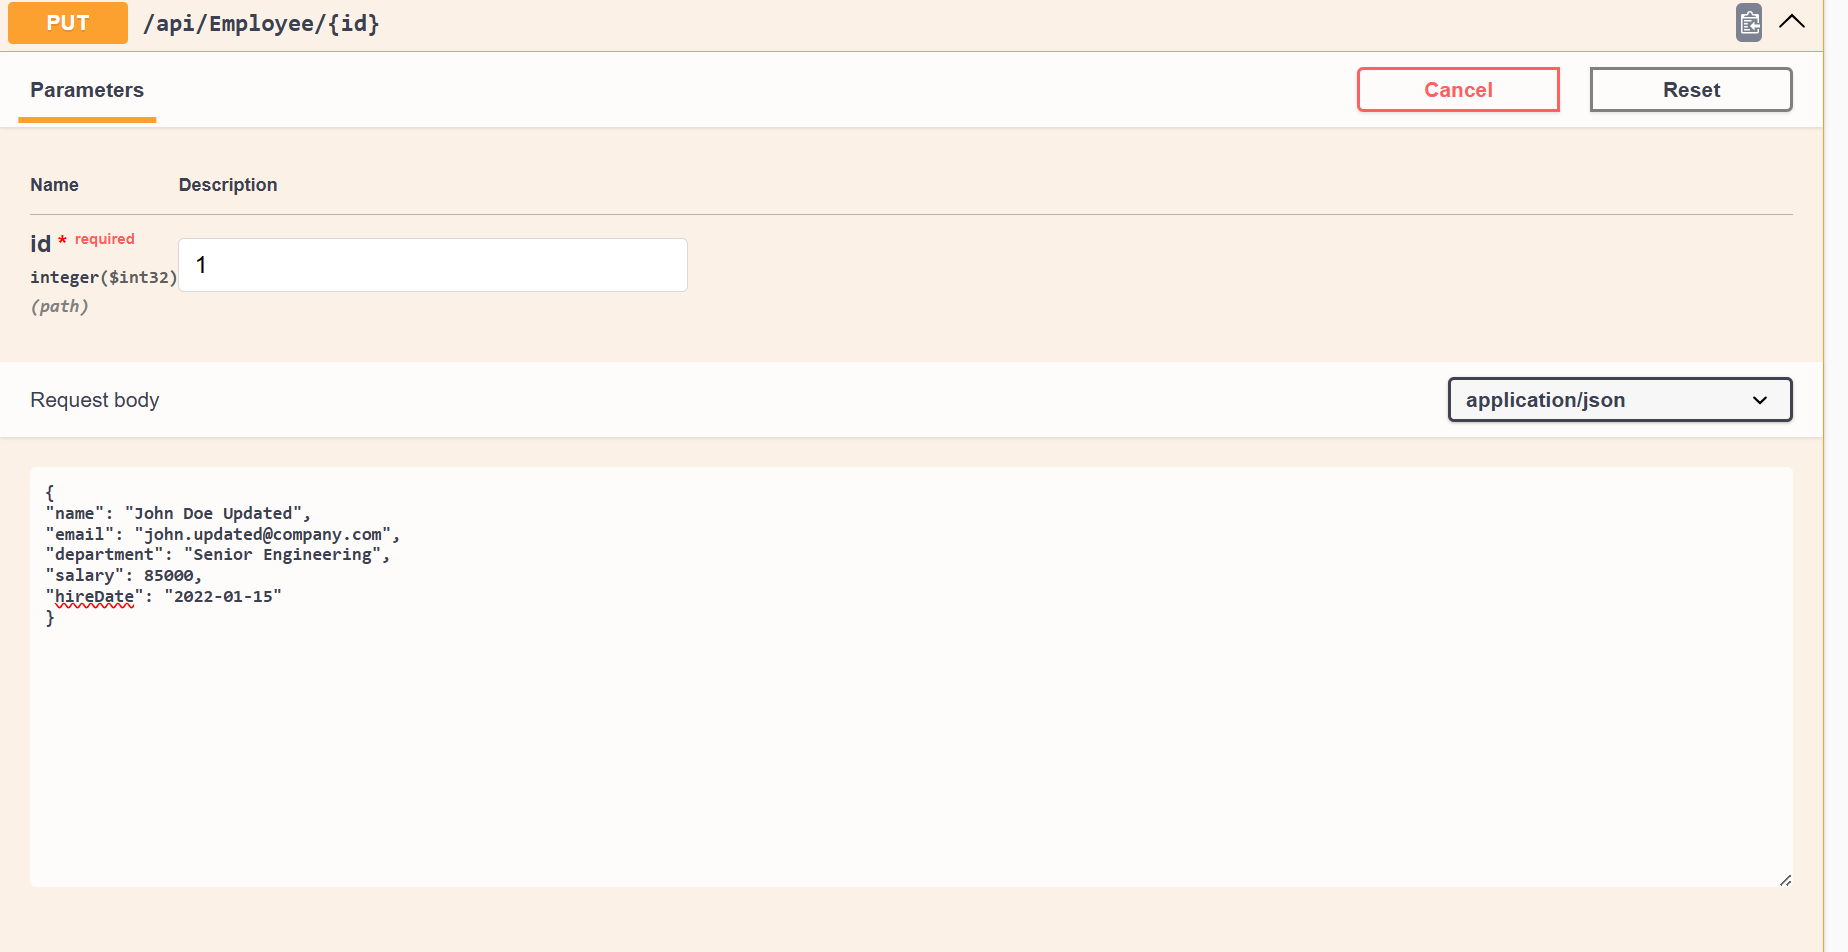 PUT /api/Employee/{id}
Parameters
Cancel
Reset
Name Description
id * required
integer($int32)
(path)
1
Request body
application/json
{
"name": "John Doe Updated",
"email": "john.updated@company.com",
"department": "Senior Engineering",
"salary": 85000,
"hireDate": "2022-01-15"
}